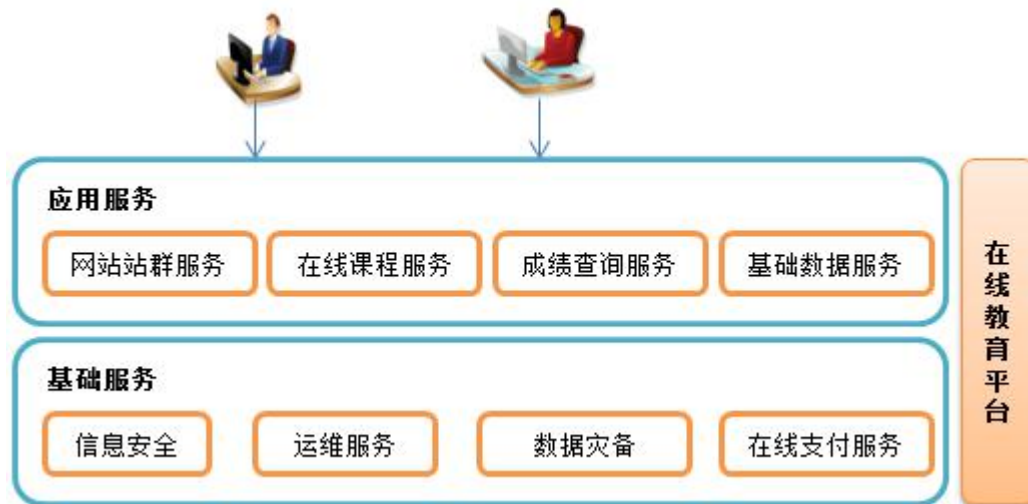 应用服务
网站站群服务
在线课程服务
成绩查询服务
基础数据服务
基础服务
信息安全
运维服务
数据灾备
在线支付服务
在线教育平台